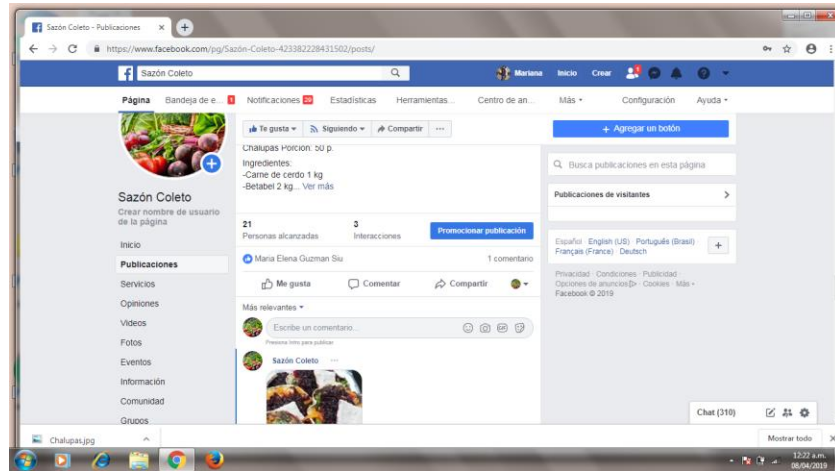 Sazón Coleto - Publicaciones
https://www.facebook.com/pg/Sazón-Coleto-423382228431502/posts/
Sazón Coleto
Mariana Inicio Crear
Página Bandeja de e... 1 Notificaciones 20 Estadísticas Herramientas... Centro de an... Más Configuración Ayuda
Te gusta Siguiendo Compartir ...
+ Agregar un botón
Chalupas Porción: 50 p.
Ingredientes:
-Carne de cerdo 1 kg
-Betabel 2 kg... Ver más
Busca publicaciones en esta página
Publicaciones de visitantes
Sazón Coleto
Crear nombre de usuario
de la página
21
Personas alcanzadas
3
Interacciones
Promocionar publicación
Maria Elena Guzman Siu 1 comentario
Me gusta Comentar Compartir
Más relevantes
Escribe un comentario...
Presiona Intro para publicar.
Sazón Coleto ...
Español · English (US) · Português (Brasil) ·
Français (France) · Deutsch
Privacidad · Condiciones · Publicidad ·
Opciones de anuncios · Cookies · Más
Facebook © 2019
Inicio
Publicaciones
Servicios
Opiniones
Videos
Fotos
Eventos
Información
Comunidad
Grupos
Chat (310)
Chalupas.jpg
Mostrar todo
12:22 a.m.
08/04/2019